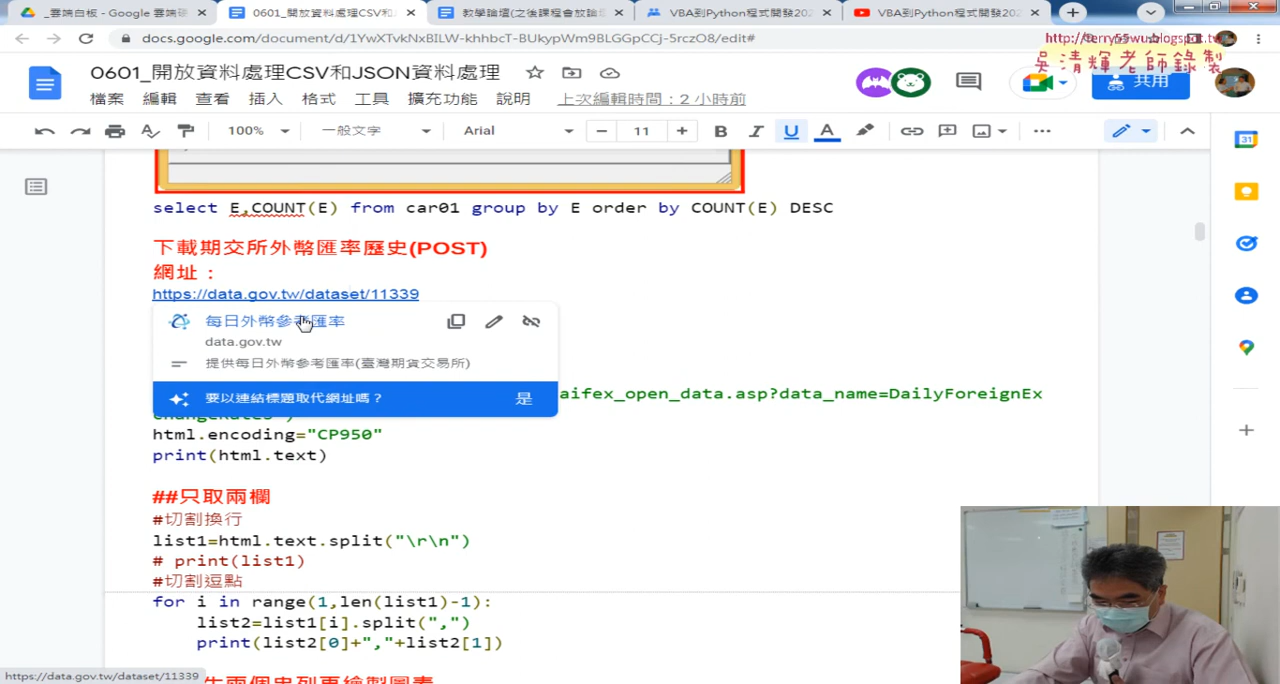 _雲端白板 - Google 雲端硬
0601_開放資料處理CSV和J
教學論壇(之後課程會放論壇
VBA到Python程式開發202
VBA到Python程式開發202
docs.google.com/document/d/1YwXTvkNxBILW-khhbcT-BUkypWm9BLGGpCCj-5rczO8/edit#
http://terry55wu.blogspot.tw
吳清輝老師錄製
0601_開放資料處理CSV和JSON資料處理
共用
檔案 編輯 查看 插入 格式 工具 擴充功能 說明 上次編輯時間：2 小時前
100% 一般文字 Arial 11 B I U A
31
select E,COUNT(E) from car01 group by E order by COUNT(E) DESC
下載期交所外幣匯率歷史(POST)
網址：
https://data.gov.tw/dataset/11339
每日外幣參考匯率
data.gov.tw
提供每日外幣參考匯率(臺灣期貨交易所)
要以連結標題取代網址嗎？ 是
aifex_open_data.asp?data_name=DailyForeignEx
html.encoding="CP950"
print(html.text)
##只取兩欄
#切割換行
list1=html.text.split("\r\n")
# print(list1)
#切割逗點
for i in range(1,len(list1)-1):
list2=list1[i].split(",")
print(list2[0]+","+list2[1])
https://data.gov.tw/dataset/11339